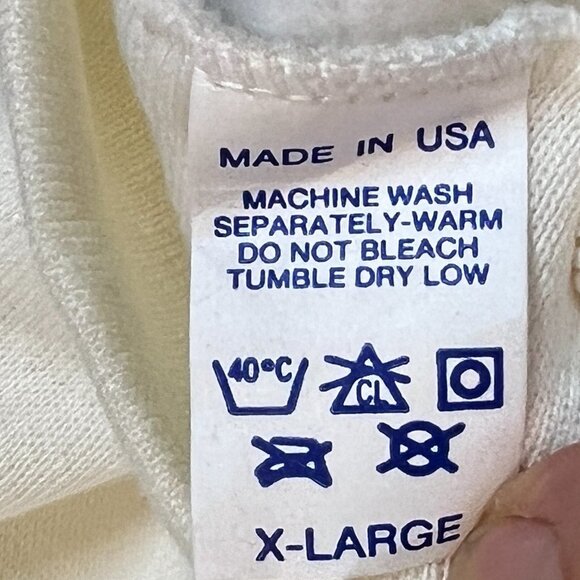 MADE IN USA
MACHINE WASH
SEPARATELY-WARM
DO NOT BLEACH
TUMBLE DRY LOW
40°C CL
X-LARGE